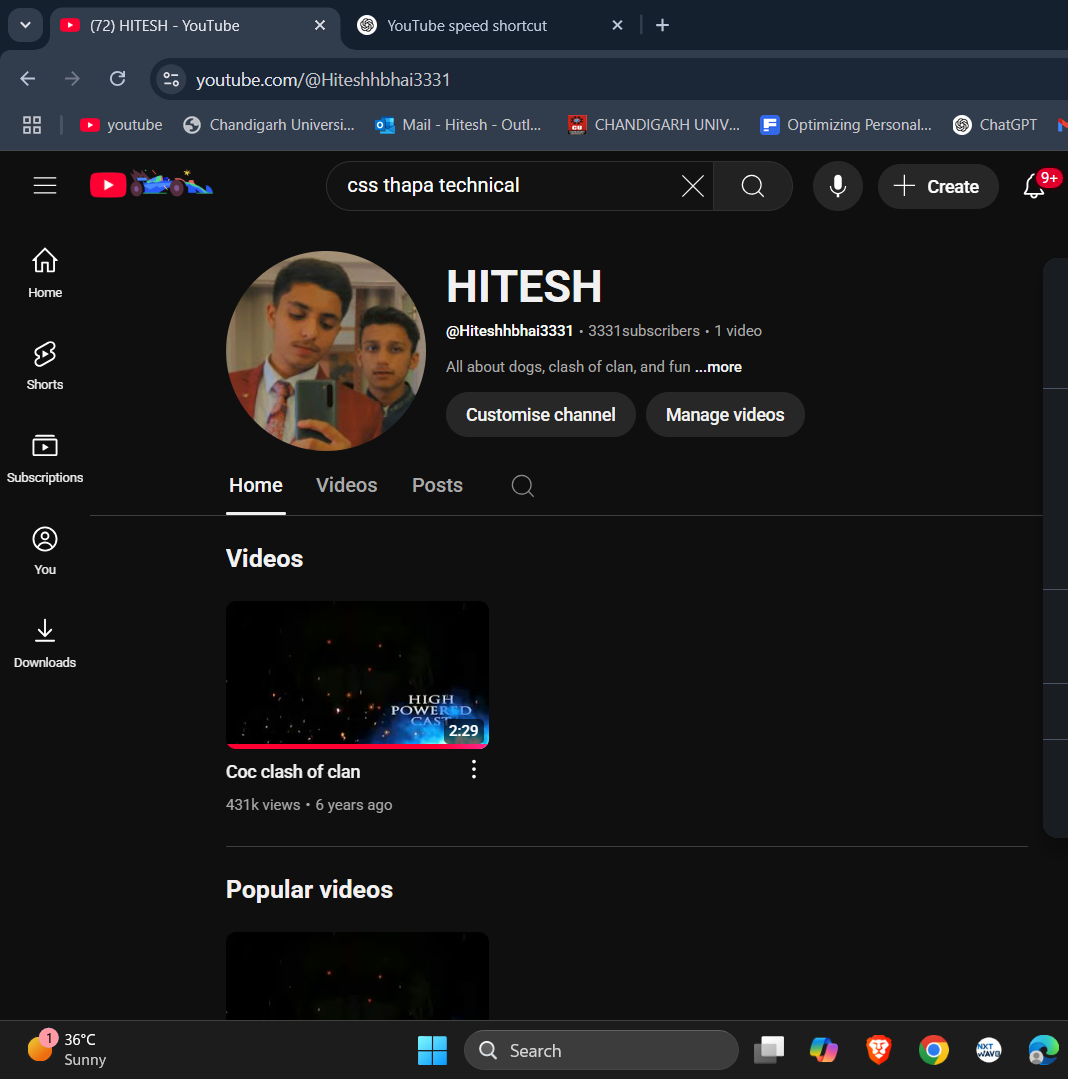 (72) HITESH - YouTube
YouTube speed shortcut
youtube.com/@Hiteshhbhai3331
youtube
Chandigarh Universi...
Mail - Hitesh - Outl...
CHANDIGARH UNIV...
Optimizing Personal...
ChatGPT
css thapa technical
Create
9+
Home
Shorts
Subscriptions
You
Downloads
HITESH
@Hiteshhbhai3331 • 3331subscribers • 1 video
All about dogs, clash of clan, and fun ...more
Customise channel
Manage videos
Home
Videos
Posts
Videos
HIGH
POWERED
CAST
2:29
Coc clash of clan
431k views • 6 years ago
Popular videos
1
36°C
Sunny
Search
CU
NXT
WAVE